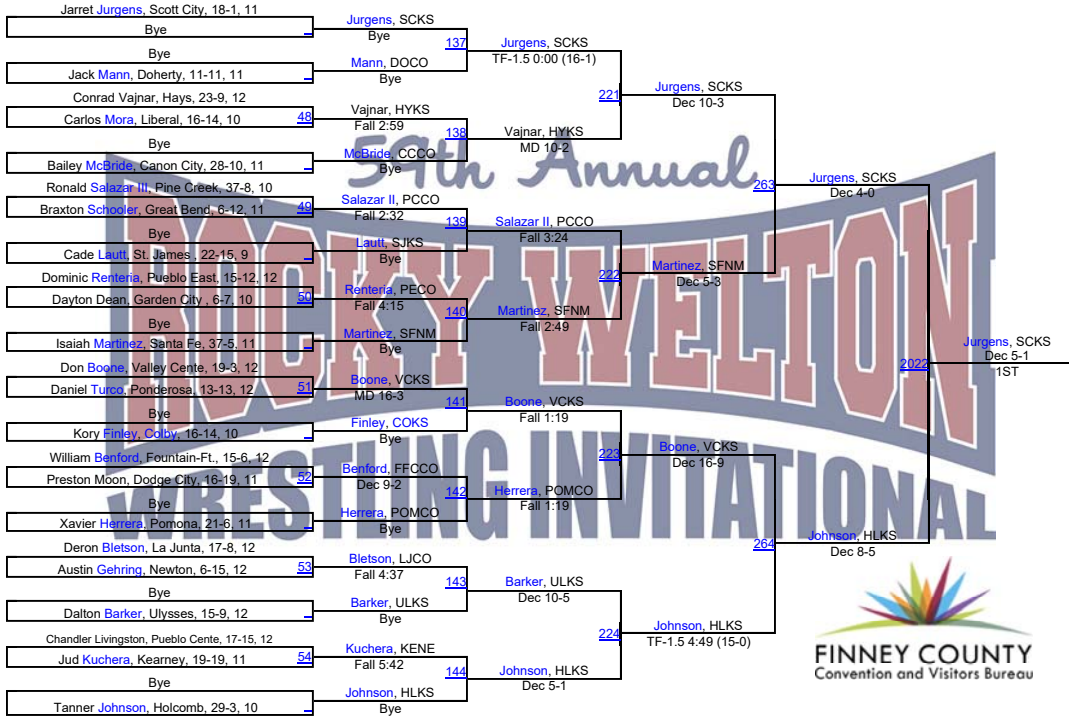 Jarret Jurgens, Scott City, 18-1, 11
Bye
Bye
Jack Mann, Doherty, 11-11, 11
Conrad Vajnar, Hays, 23-9, 12
Carlos Mora, Liberal, 16-14, 10
48
Bye
Bailey McBride, Canon City, 28-10, 11
Ronald Salazar III, Pine Creek, 37-8, 10
Braxton Schooler, Great Bend, 6-12, 11
49
Bye
Cade Lautt, St. James , 22-15, 9
Dominic Renteria, Pueblo East, 15-12, 12
Dayton Dean, Garden City , 6-7, 10
50
Bye
Isaiah Martinez, Santa Fe, 37-5, 11
Don Boone, Valley Cente, 19-3, 12
Daniel Turco, Ponderosa, 13-13, 12
51
Bye
Kory Finley, Colby, 16-14, 10
William Benford, Fountain-Ft., 15-6, 12
Preston Moon, Dodge City, 16-19, 11
52
Bye
Xavier Herrera, Pomona, 21-6, 11
Deron Bletson, La Junta, 17-8, 12
Austin Gehring, Newton, 6-15, 12
53
Bye
Dalton Barker, Ulysses, 15-9, 12
Chandler Livingston, Pueblo Cente, 17-15, 12
Jud Kuchera, Kearney, 19-19, 11
54
Bye
Tanner Johnson, Holcomb, 29-3, 10
Jurgens, SCKS
Bye
137
Mann, DOCO
Bye
Vajnar, HYKS
Fall 2:59
138
McBride, CCCO
Bye
Salazar II, PCCO
Fall 2:32
139
Lautt, SJKS
Bye
Renteria, PECO
Fall 4:15
140
Martinez, SFNM
Bye
Boone, VCKS
MD 16-3
141
Finley, COKS
Bye
Benford, FFCCO
Dec 9-2
142
Herrera, POMCO
Bye
Bletson, LJCO
Fall 4:37
143
Barker, ULKS
Bye
Kuchera, KENE
Fall 5:42
144
Johnson, HLKS
Bye
Jurgens, SCKS
TF-1.5 0:00 (16-1)
221
Vajnar, HYKS
MD 10-2
Salazar II, PCCO
Fall 3:24
222
Martinez, SFNM
Fall 2:49
Boone, VCKS
Fall 1:19
223
Herrera, POMCO
Fall 1:19
Barker, ULKS
Dec 10-5
224
Johnson, HLKS
Dec 5-1
Jurgens, SCKS
Dec 10-3
263
Martinez, SFNM
Dec 5-3
Boone, VCKS
Dec 16-9
264
Johnson, HLKS
TF-1.5 4:49 (15-0)
Jurgens, SCKS
Dec 4-0
2022
Johnson, HLKS
Dec 8-5
Jurgens, SCKS
Dec 5-1
1ST
59th Annual
ROCKY WELTON
WRESTLING INVITATIONAL
FINNEY COUNTY
Convention and Visitors Bureau